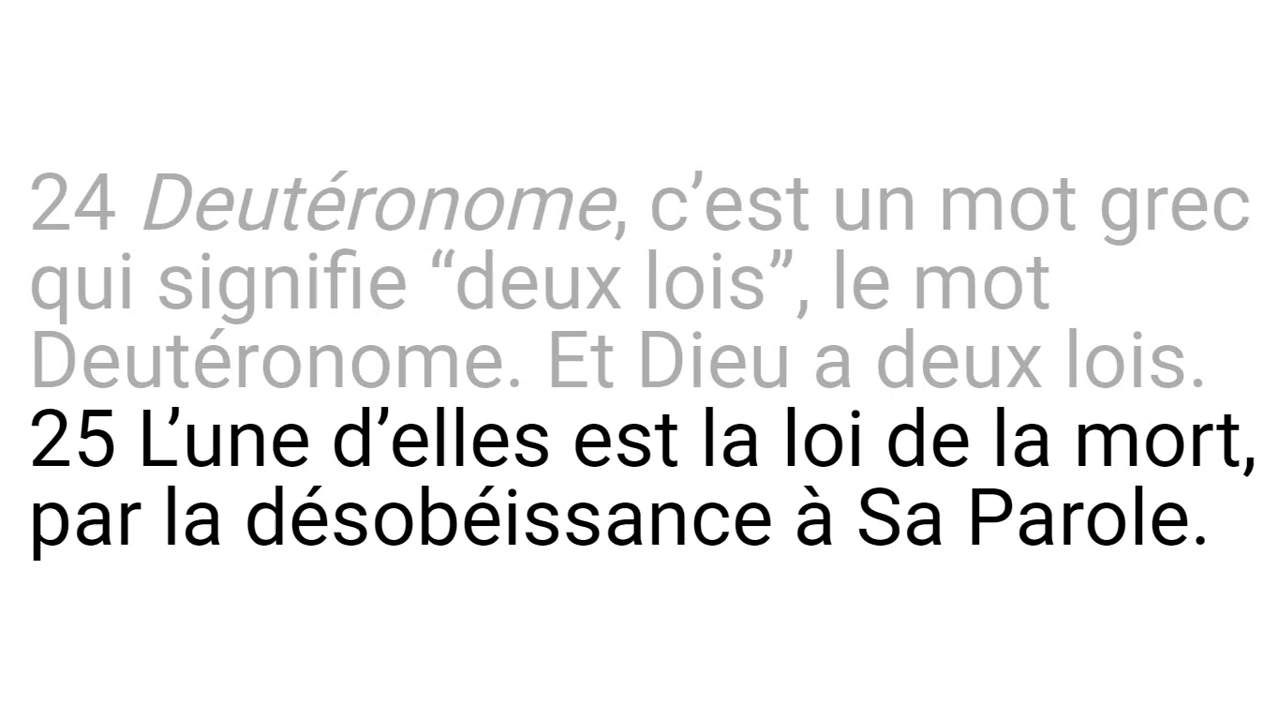 24 Deutéronome, c’est un mot grec
qui signifie “deux lois”, le mot
Deutéronome. Et Dieu a deux lois.
25 L’une d’elles est la loi de la mort,
par la désobéissance à Sa Parole.